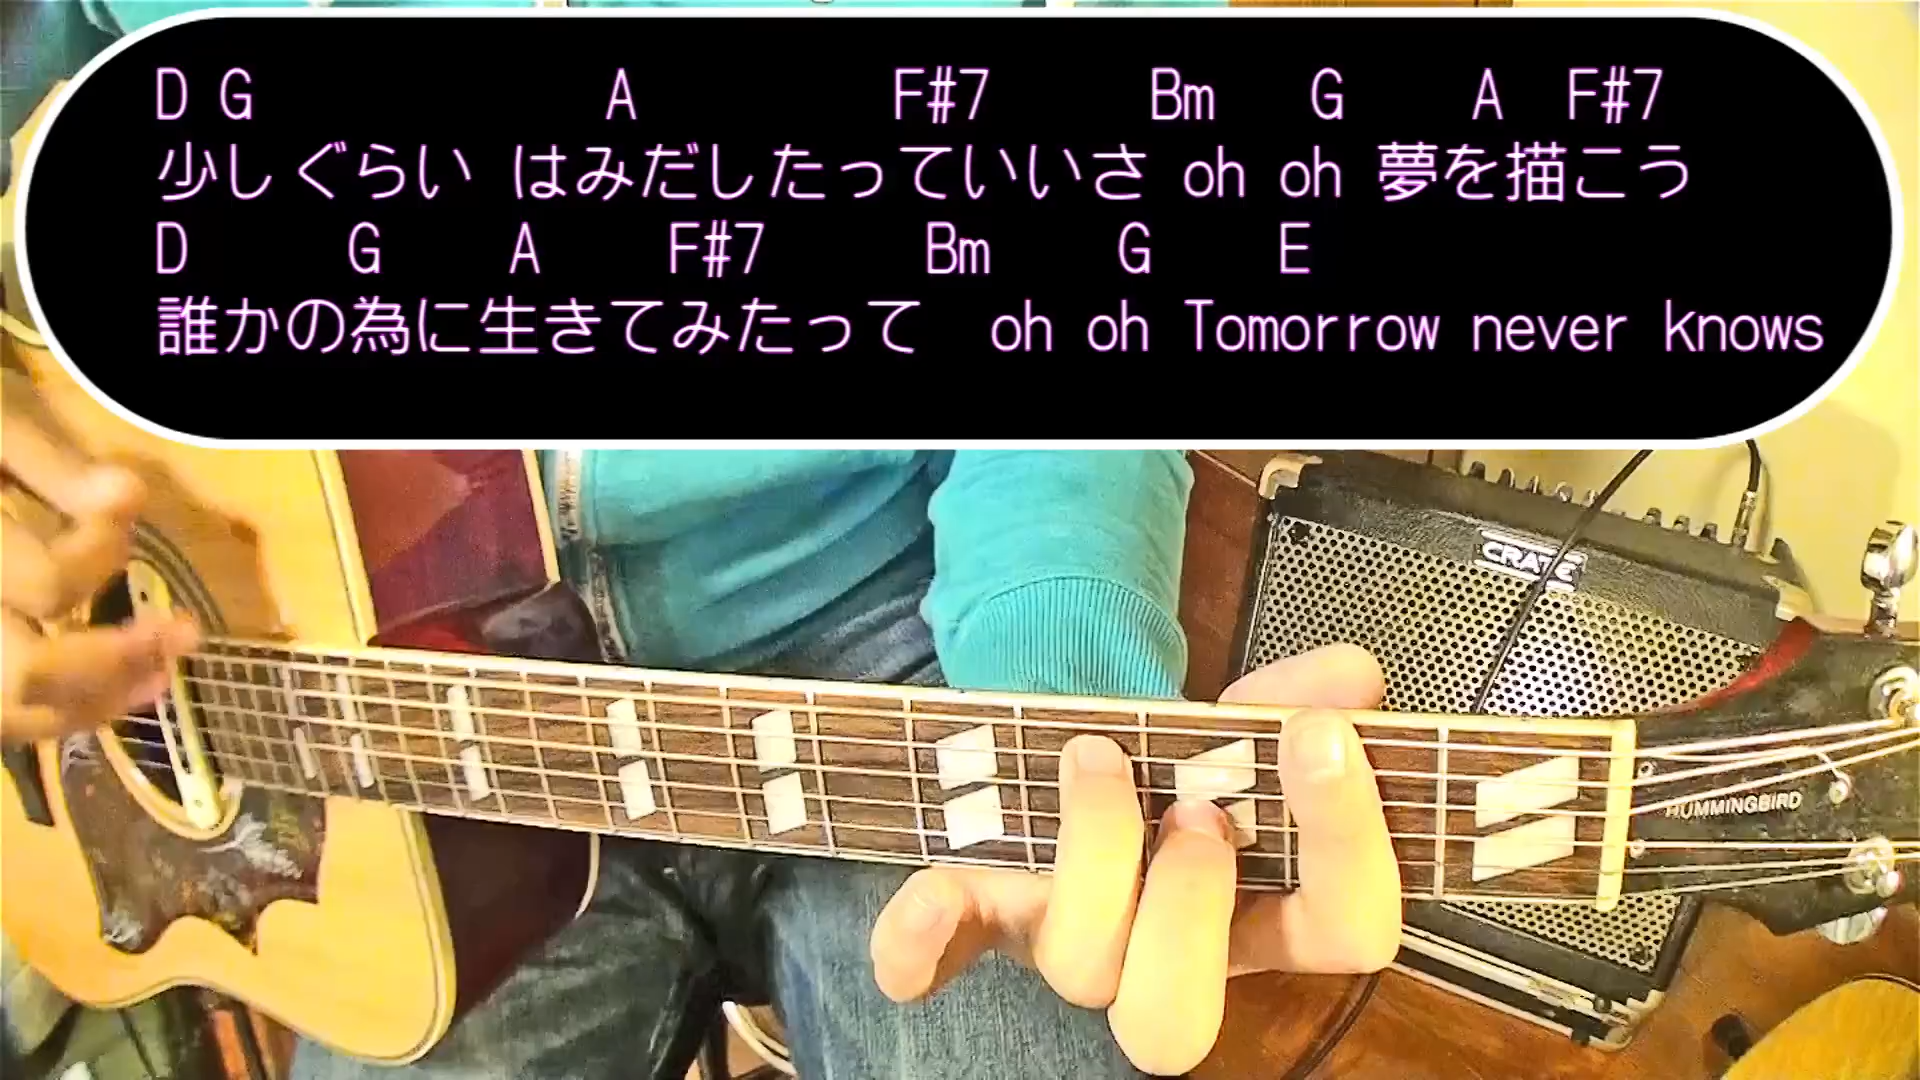 D G A F#7 Bm G A F#7
少しぐらい はみだしたっていいさ oh oh 夢を描こう
D G A F#7 Bm G E
誰かの為に生きてみたって oh oh Tomorrow never knows
CRATE
HUMMINGBIRD